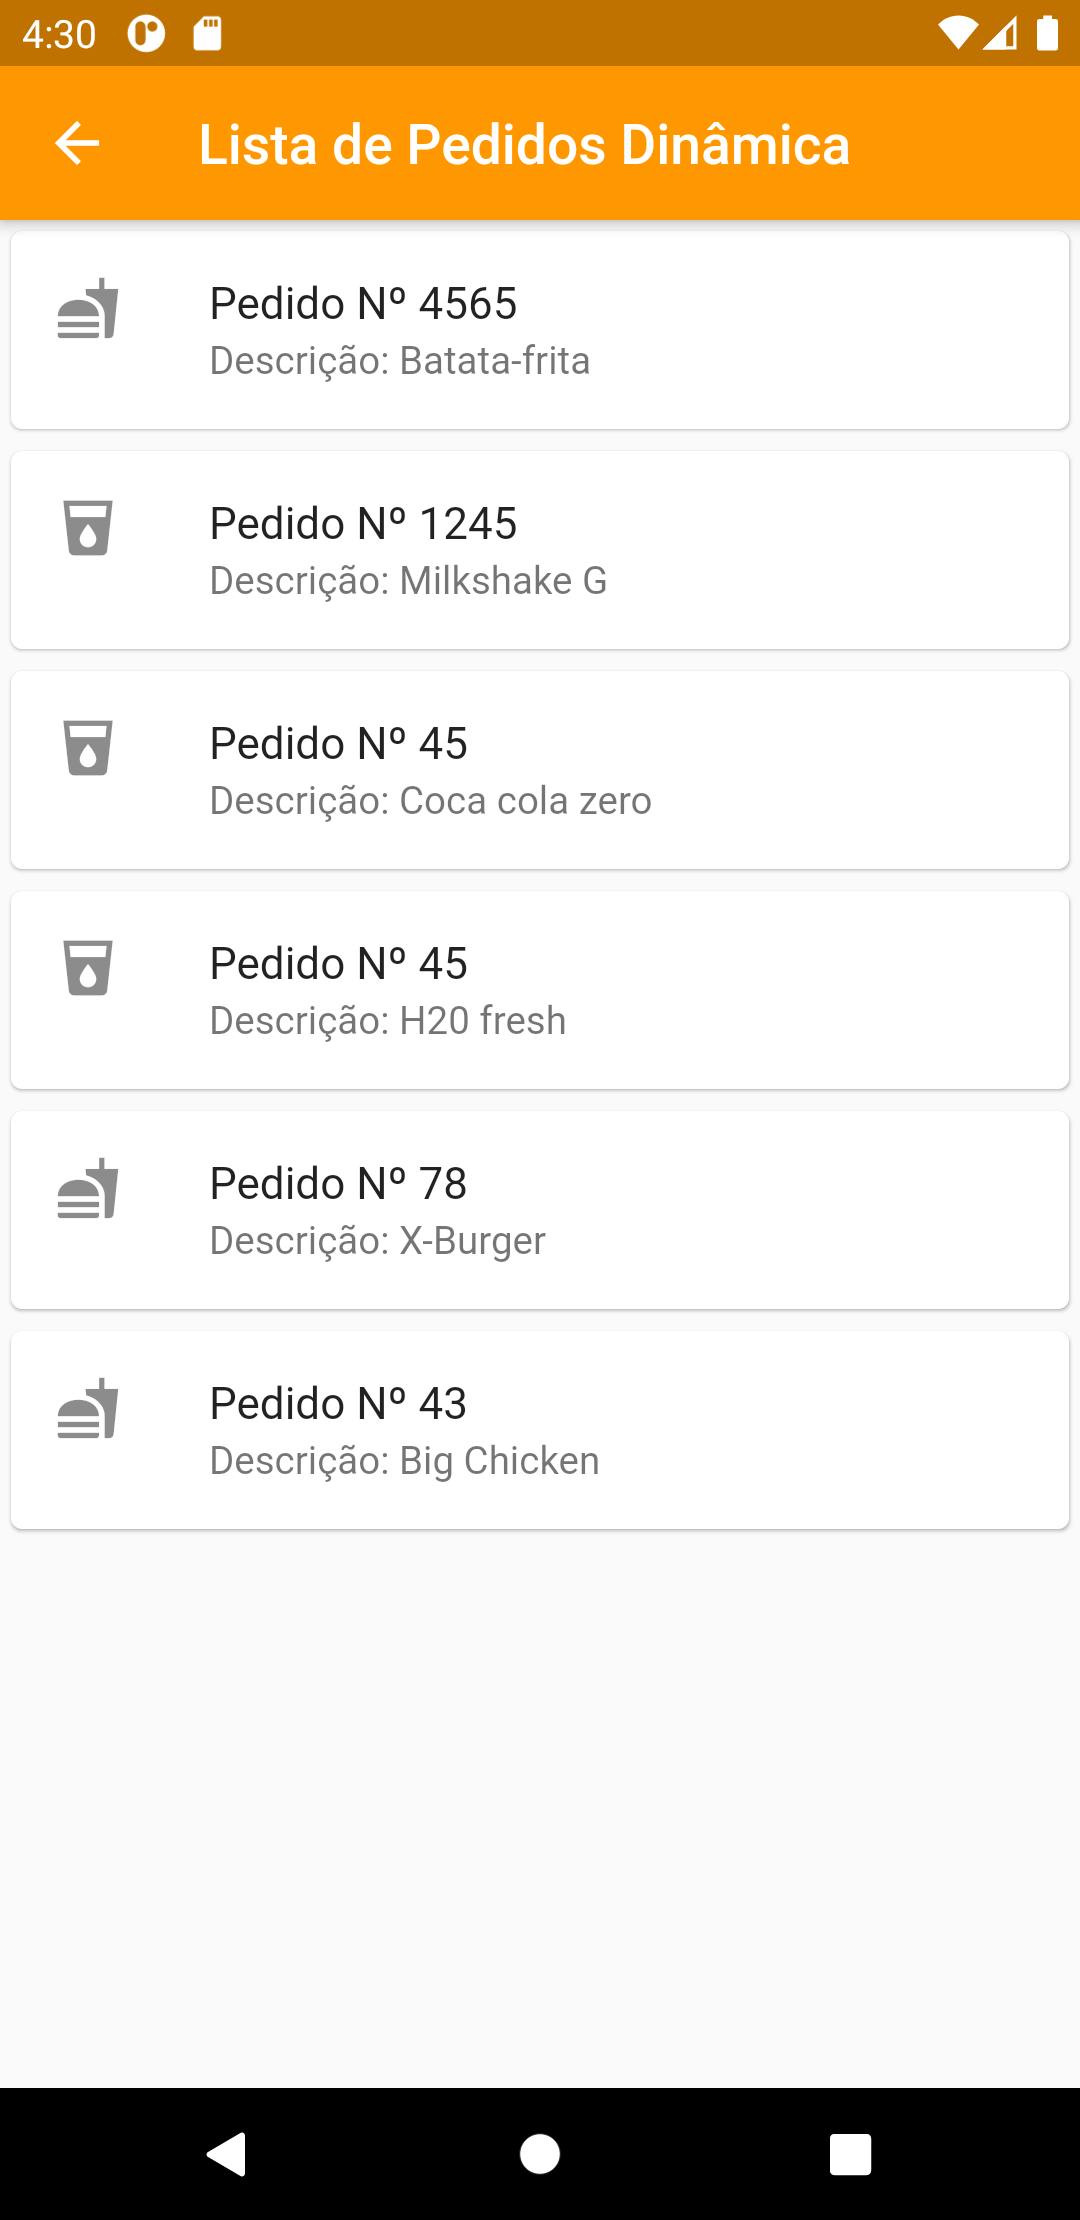 4:30
Lista de Pedidos Dinâmica
Pedido Nº 4565
Descrição: Batata-frita
Pedido Nº 1245
Descrição: Milkshake G
Pedido Nº 45
Descrição: Coca cola zero
Pedido Nº 45
Descrição: H20 fresh
Pedido Nº 78
Descrição: X-Burger
Pedido Nº 43
Descrição: Big Chicken